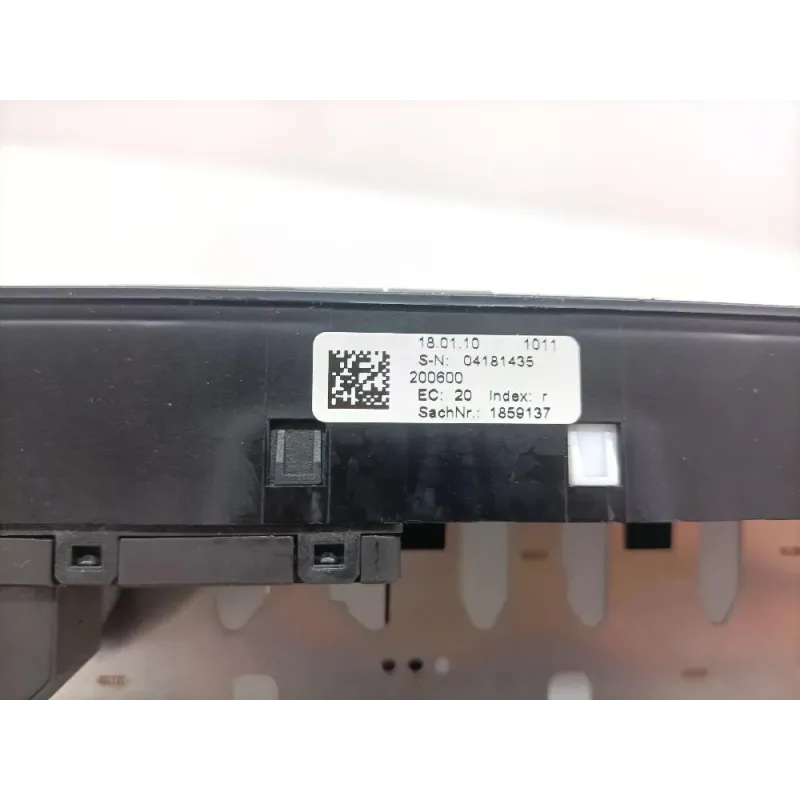 18.01.10 1011
S-N: 04181435
200600
EC: 20 Index: r
SachNr.: 1859137